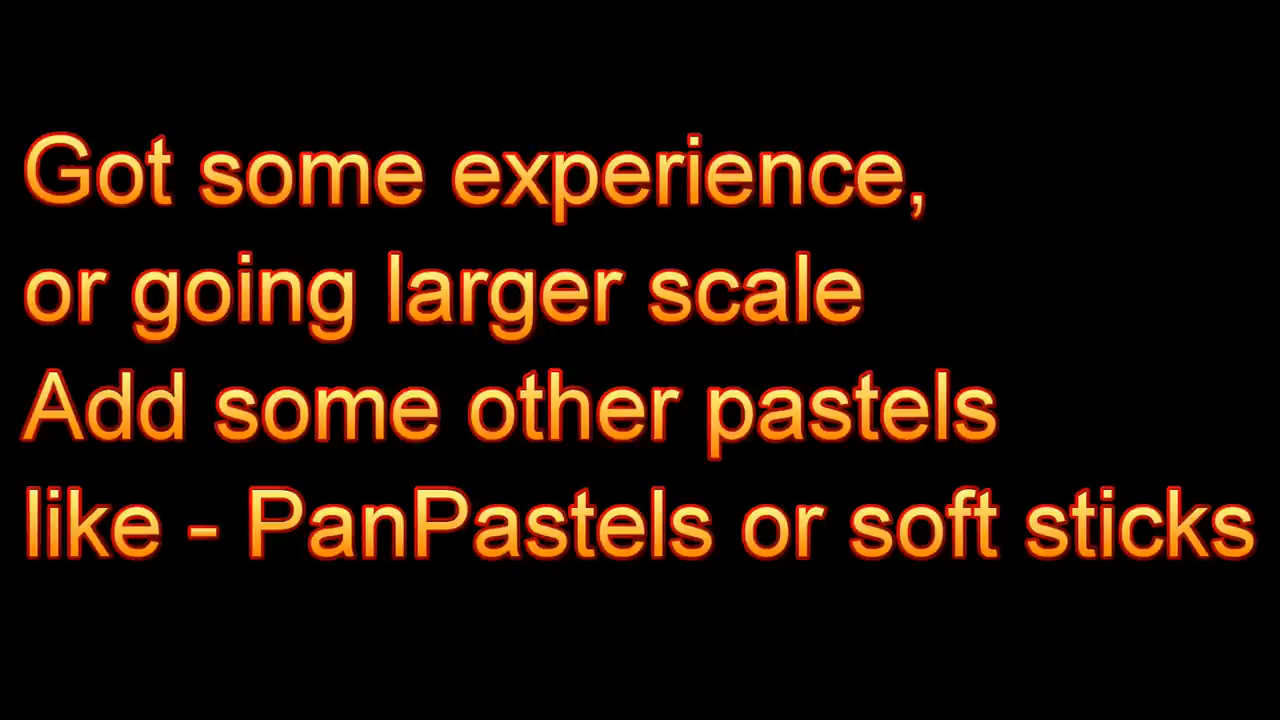 Got some experience,
or going larger scale
Add some other pastels
like - PanPastels or soft sticks